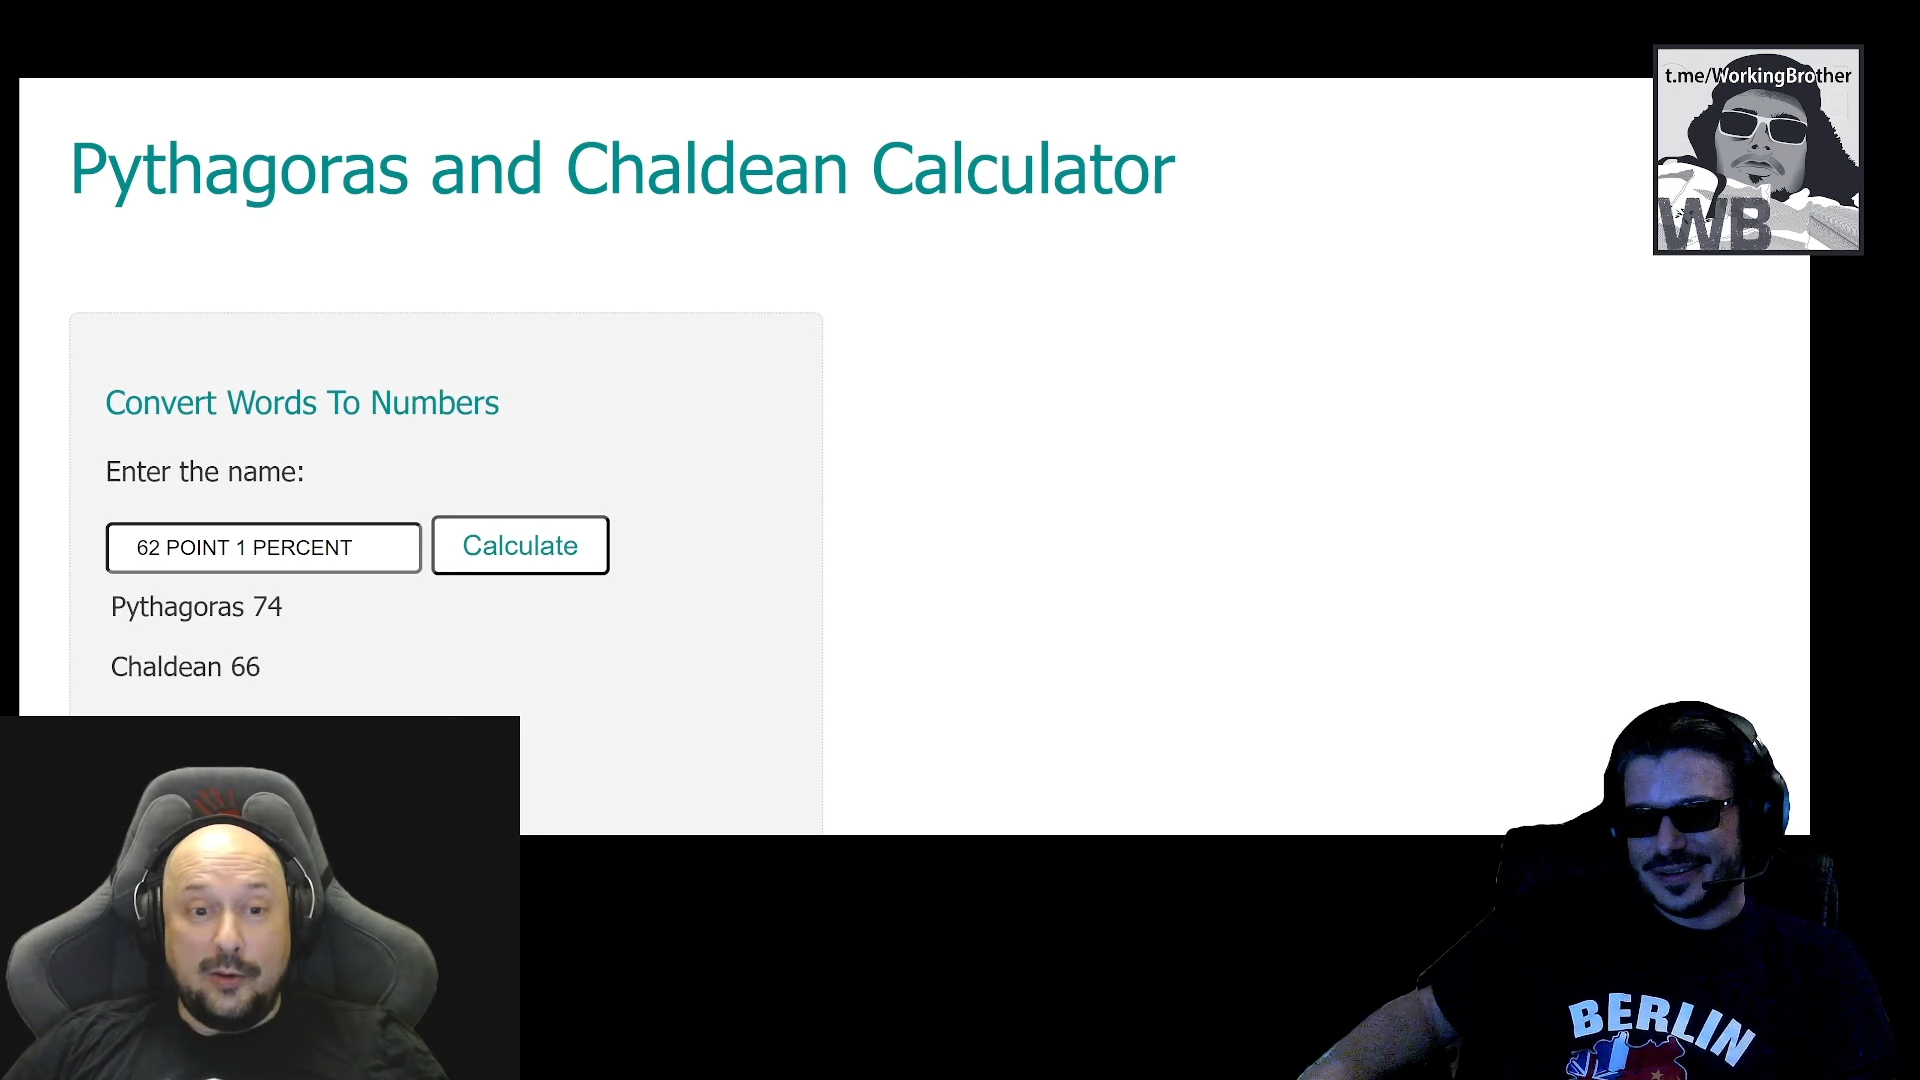 t.me/WorkingBrother
WB
Pythagoras and Chaldean Calculator
Convert Words To Numbers
Enter the name:
62 POINT 1 PERCENT
Calculate
Pythagoras 74
Chaldean 66
BERLIN